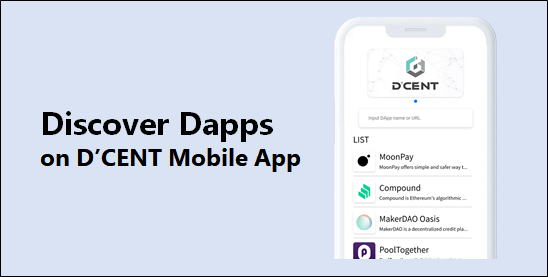 Discover Dapps
on D’CENT Mobile App
D'CENT
Input DApp name or URL.
LIST
MoonPay
MoonPay offers simple and safer way t...
Compound
Compound is Ethereum's algorithmic ...
MakerDAO Oasis
MakerDAO is a decentralized credit pla...
PoolTogether